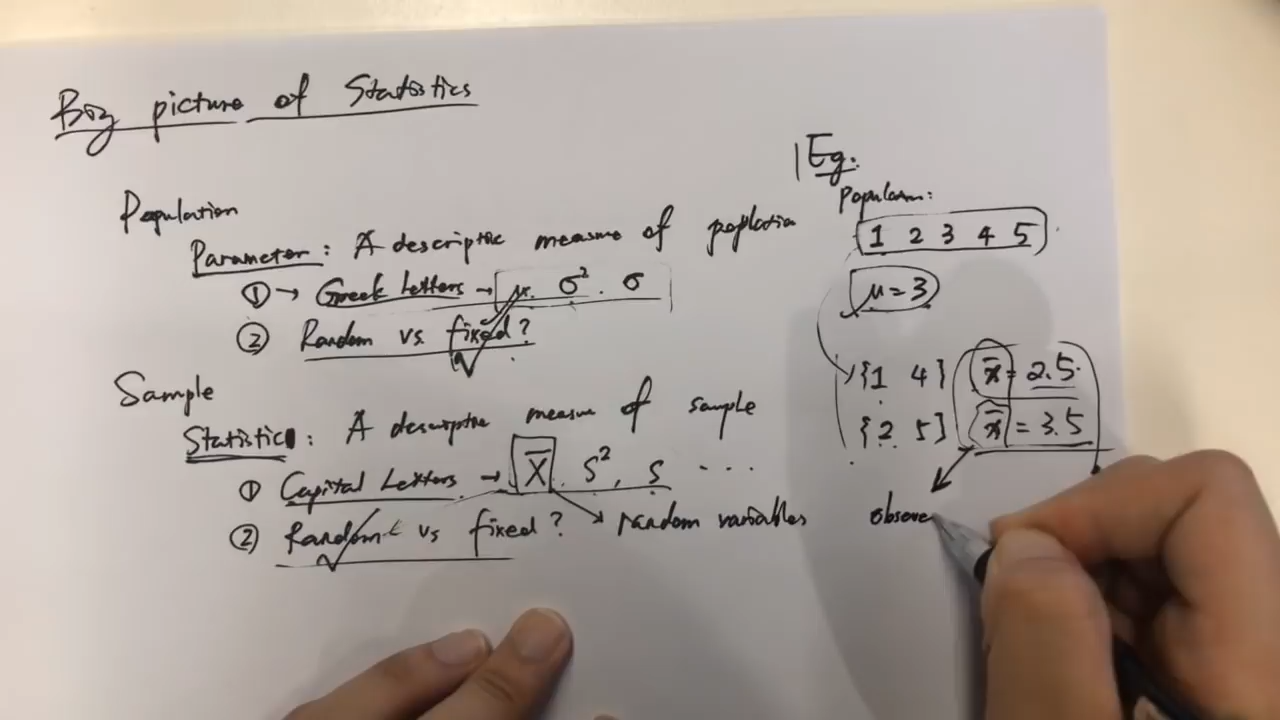 Big picture of Statistics
Population
Parameter: A descriptive measure of poplation
① → Greek Letters → μ. σ². σ
② Random vs. fixed?
Sample
Statistic: A descriptive measure of sample
① Capital Letters → X̄. S², S ...
② Random vs fixed? → random variables
Eg.
Population:
1 2 3 4 5
μ = 3
{1 4} x̄ = 2.5
{2 5} x̄ = 3.5
observe